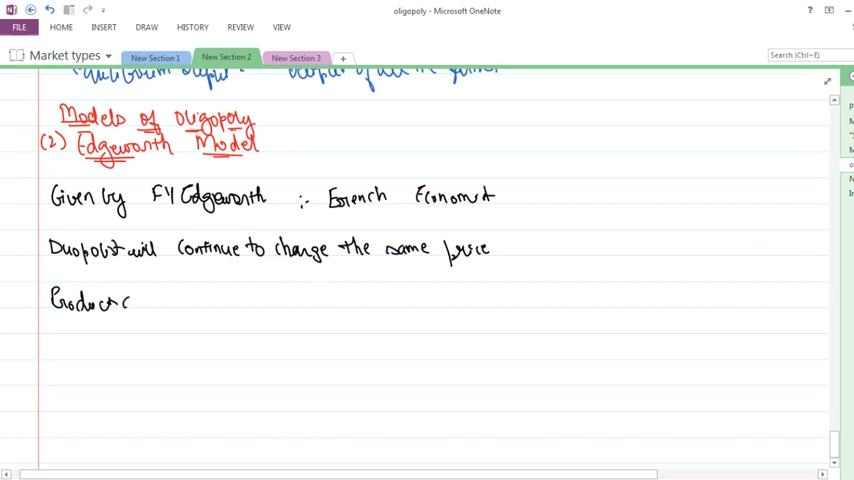 oligopoly - Microsoft OneNote
FILE HOME INSERT DRAW HISTORY REVIEW VIEW
Market types New Section 1 New Section 2 New Section 3 Search (Ctrl+E)
Models of Oligopoly
(2) Edgeworth Model
Given by FY Edgeworth :- French Economist
Duopolist will continue to change the same price
Product